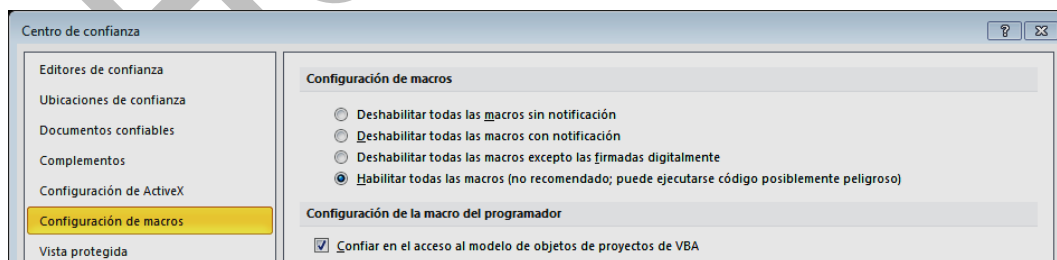 Centro de confianza
Editores de confianza
Ubicaciones de confianza
Documentos confiables
Complementos
Configuración de ActiveX
Configuración de macros
Vista protegida
Configuración de macros
Deshabilitar todas las macros sin notificación
Deshabilitar todas las macros con notificación
Deshabilitar todas las macros excepto las firmadas digitalmente
Habilitar todas las macros (no recomendado; puede ejecutarse código posiblemente peligroso)
Configuración de la macro del programador
Confiar en el acceso al modelo de objetos de proyectos de VBA